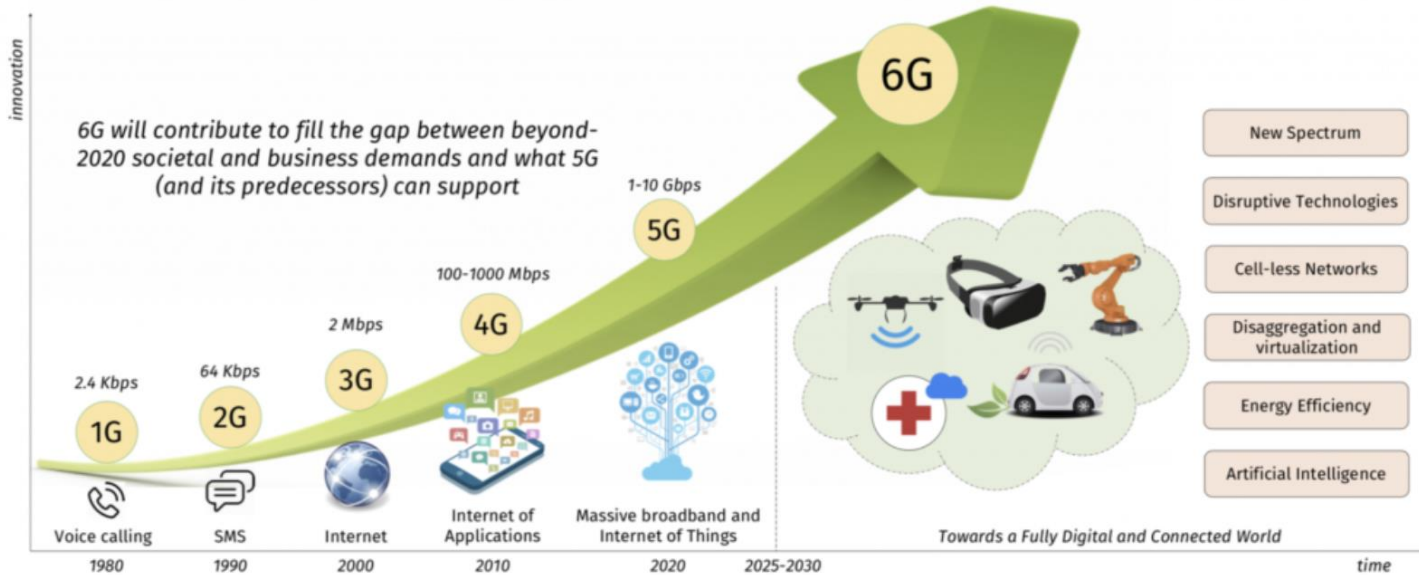 innovation
6G
6G will contribute to fill the gap between beyond-
2020 societal and business demands and what 5G
(and its predecessors) can support
New Spectrum
Disruptive Technologies
Cell-less Networks
Disaggregation and
virtualization
Energy Efficiency
Artificial Intelligence
1-10 Gbps
5G
100-1000 Mbps
4G
2 Mbps
3G
64 Kbps
2G
2.4 Kbps
1G
Voice calling
SMS
Internet
Internet of
Applications
Massive broadband and
Internet of Things
Towards a Fully Digital and Connected World
1980
1990
2000
2010
2020
2025-2030
time